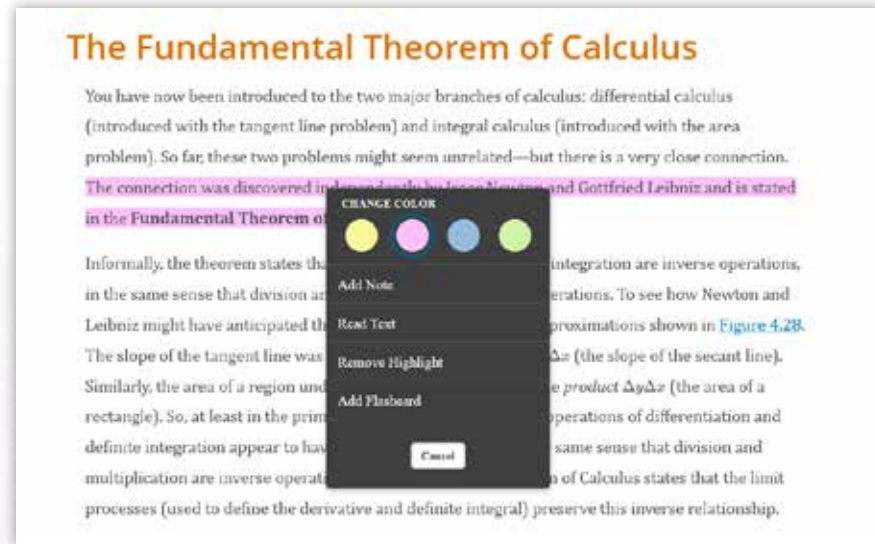 The Fundamental Theorem of Calculus
You have now been introduced to the two major branches of calculus: differential calculus
(introduced with the tangent line problem) and integral calculus (introduced with the area
problem). So far, these two problems might seem unrelated—but there is a very close connection.
The connection was discovered independently by Isaac Newton and Gottfried Leibniz and is stated
in the Fundamental Theorem of
CHANGE COLOR
Informally, the theorem states tha integration are inverse operations,
Add Note
in the same sense that division an erations. To see how Newton and
Read Text
Leibniz might have anticipated th proximations shown in Figure 4.28.
The slope of the tangent line was Δx (the slope of the secant line).
Remove Highlight
Similarly, the area of a region und e product ΔyΔx (the area of a
Add Flashcard
rectangle). So, at least in the prim operations of differentiation and
definite integration appear to hav same sense that division and
Cancel
multiplication are inverse operati n of Calculus states that the limit
processes (used to define the derivative and definite integral) preserve this inverse relationship.